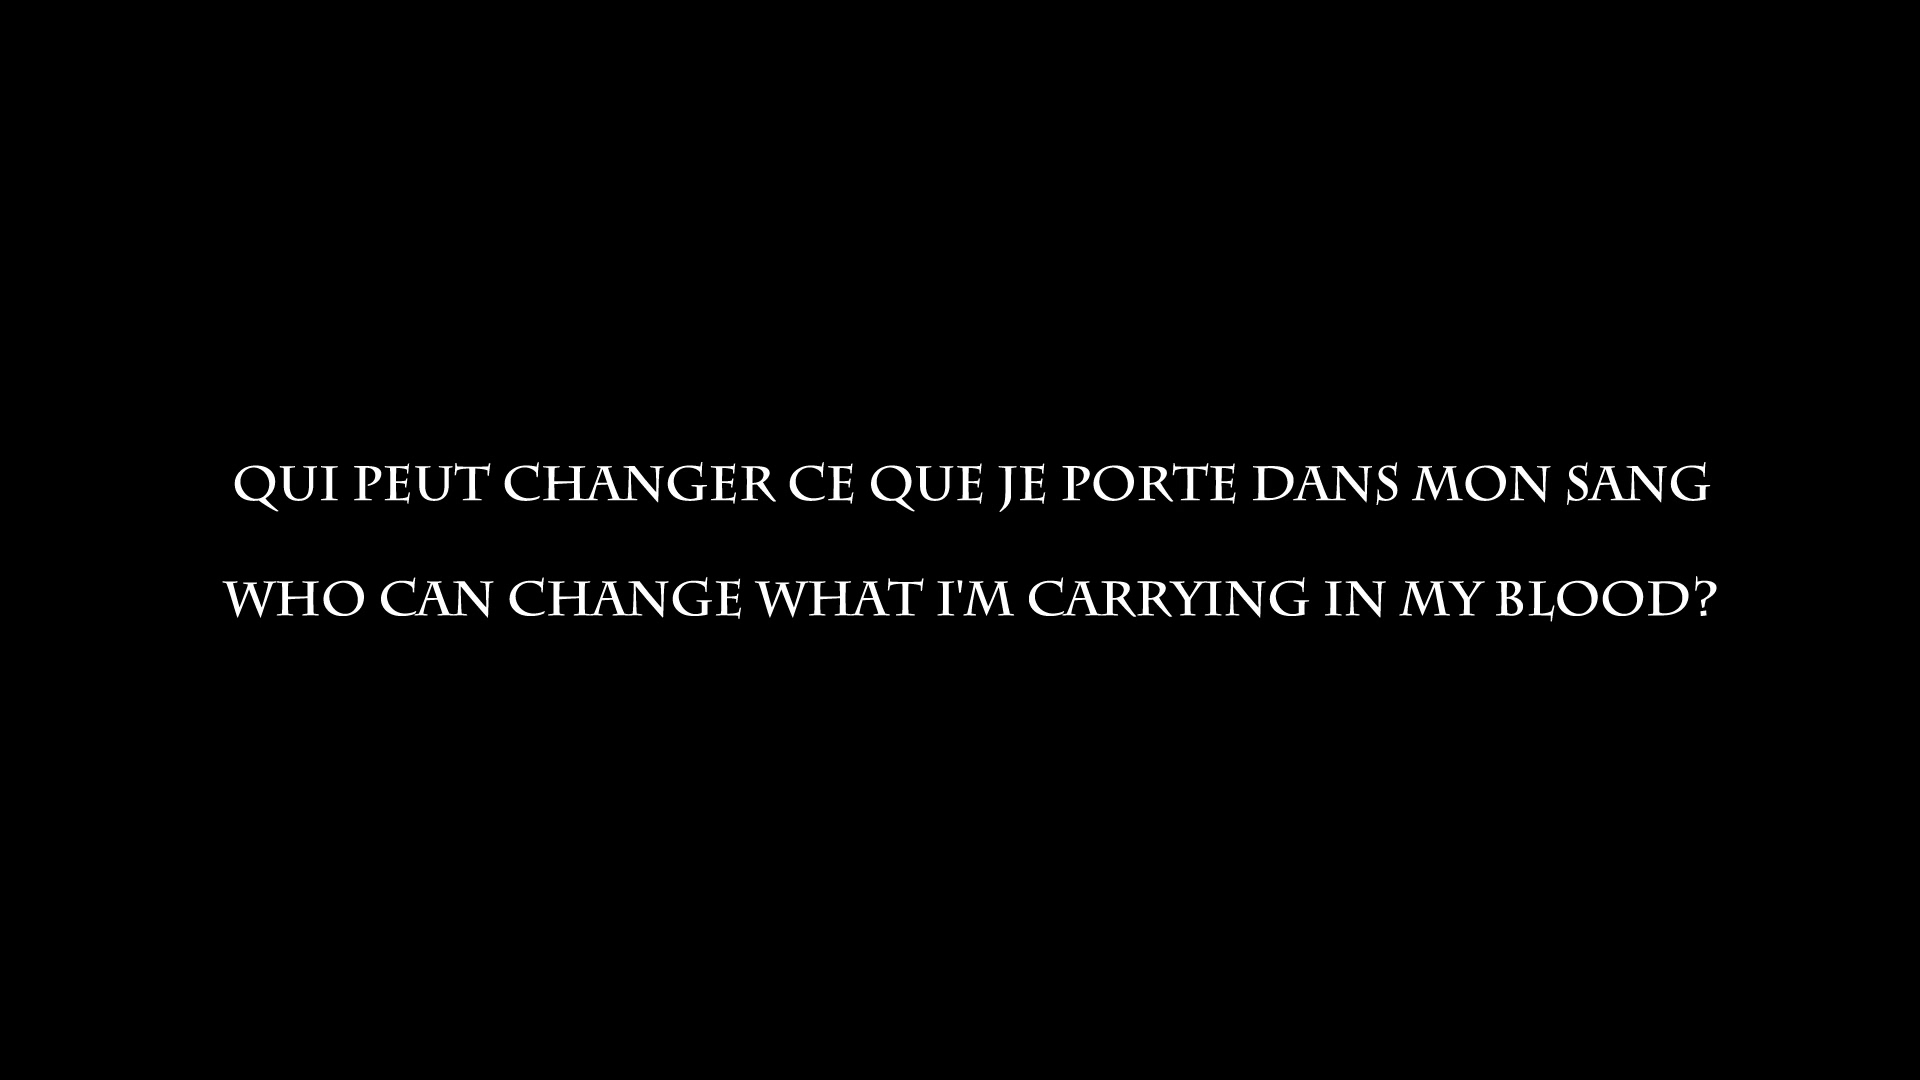 QUI PEUT CHANGER CE QUE JE PORTE DANS MON SANG
WHO CAN CHANGE WHAT I'M CARRYING IN MY BLOOD?